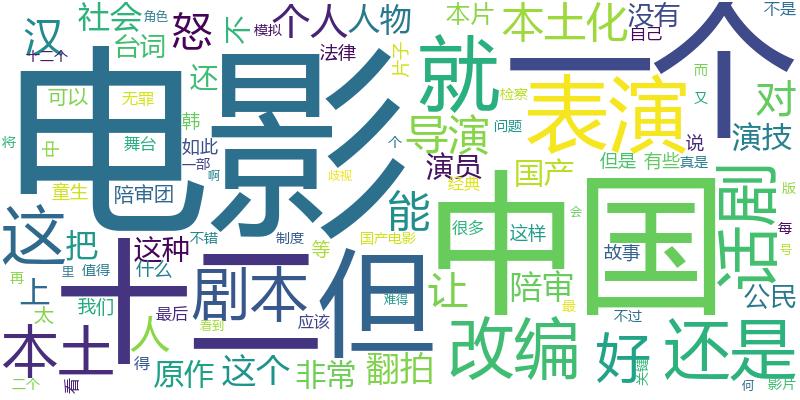 电影
中国
一个
十二
但
表演
就
话剧
改编
还是
剧本
本土
本土化
这
好
导演
能
汉
社会
台词
怒
不
个人
人物
还
法律
模拟
角色
十二个
片子
本片
没有
自己
不是
检察
问题
而
又
对
演技
说
但是
有些
真是
演员
经典
国产
可以
无罪
韩
将
中
舞台
如此
一部
个
啊
歧视
童生
陪审团
把
这种
不错
制度
等
国产电影
很多
这样
故事
会
版
每
号
公民
再
里
值得
什么
上
我们
最后
应该
看到
难得
让
陪审
最
太
人
得
原作
这个
非常
翻拍
不过
关键
何
影片
二个
看